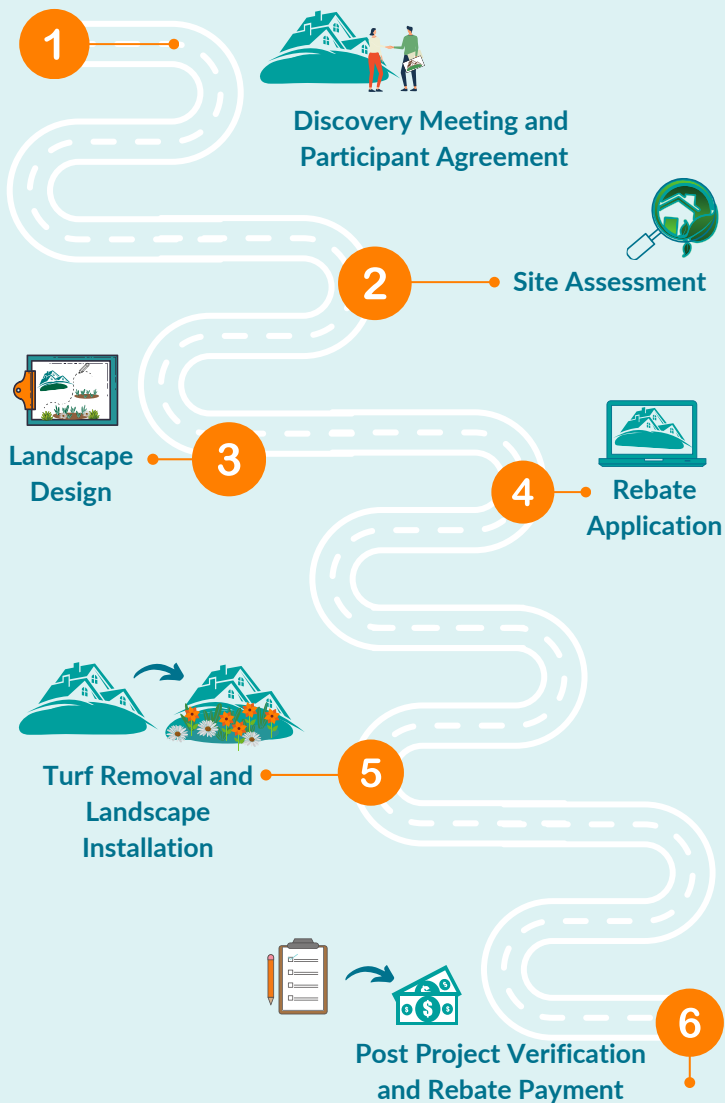 1
Discovery Meeting and
Participant Agreement
2
Site Assessment
3
Landscape
Design
4
Rebate
Application
5
Turf Removal and
Landscape
Installation
6
Post Project Verification
and Rebate Payment